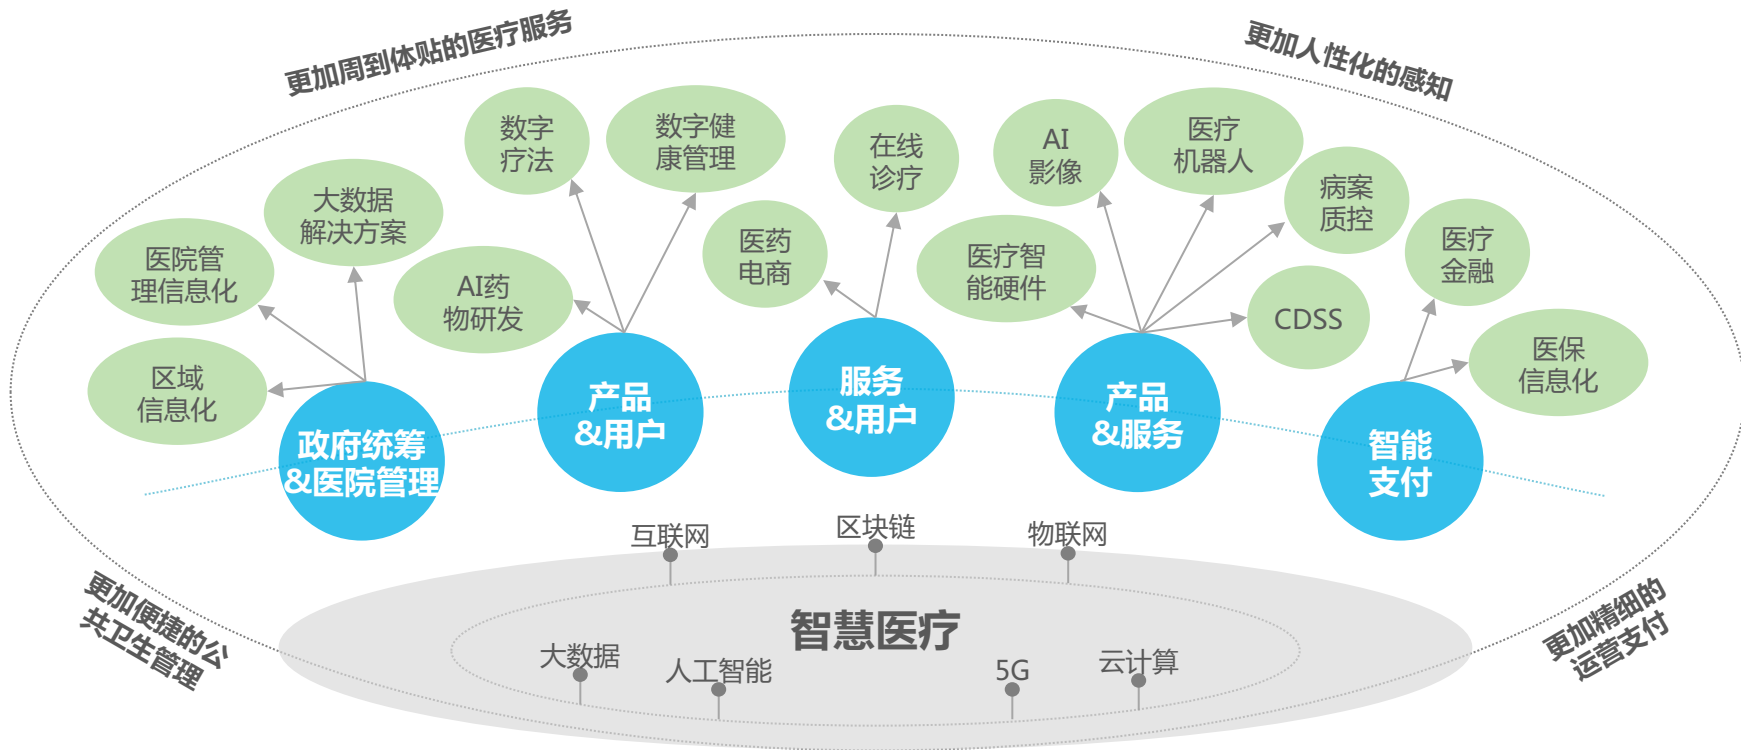 更加周到体贴的医疗服务
更加人性化的感知
数字
疗法
数字健
康管理
在线
诊疗
AI
影像
医疗
机器人
大数据
解决方案
病案
质控
医院管
理信息化
AI药
物研发
医药
电商
医疗智
能硬件
医疗
金融
CDSS
区域
信息化
医保
信息化
政府统筹
&医院管理
产品
&用户
服务
&用户
产品
&服务
智能
支付
互联网
区块链
物联网
智慧医疗
大数据
人工智能
5G
云计算
更加便捷的公
共卫生管理
更加精细的
运营支付